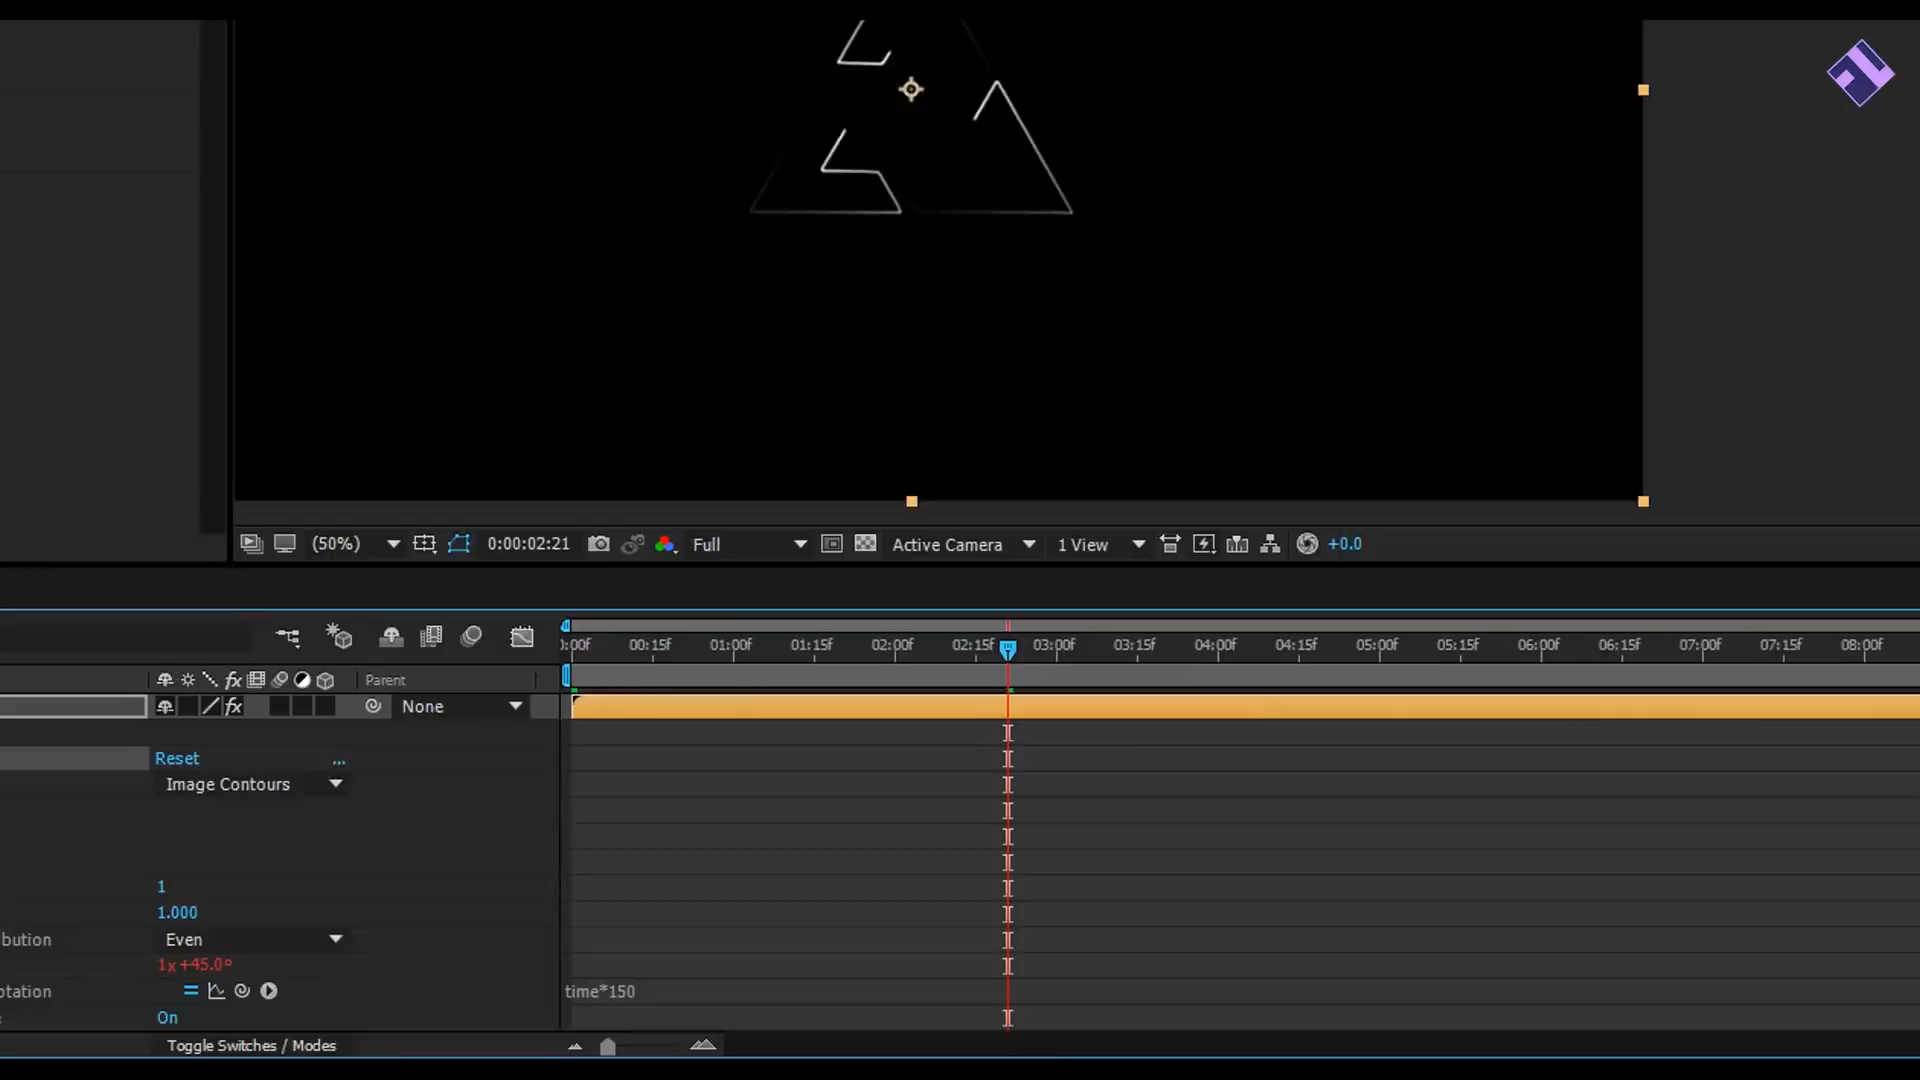 (50%) 0:00:02:21 Full Active Camera 1 View +0.0
):00f 00:15f 01:00f 01:15f 02:00f 02:15f 03:00f 03:15f 04:00f 04:15f 05:00f 05:15f 06:00f 06:15f 07:00f 07:15f 08:00f
fx Parent
fx None
Reset ...
Image Contours
1
1.000
bution Even
1x+45.0°
otation time*150
On
Toggle Switches / Modes